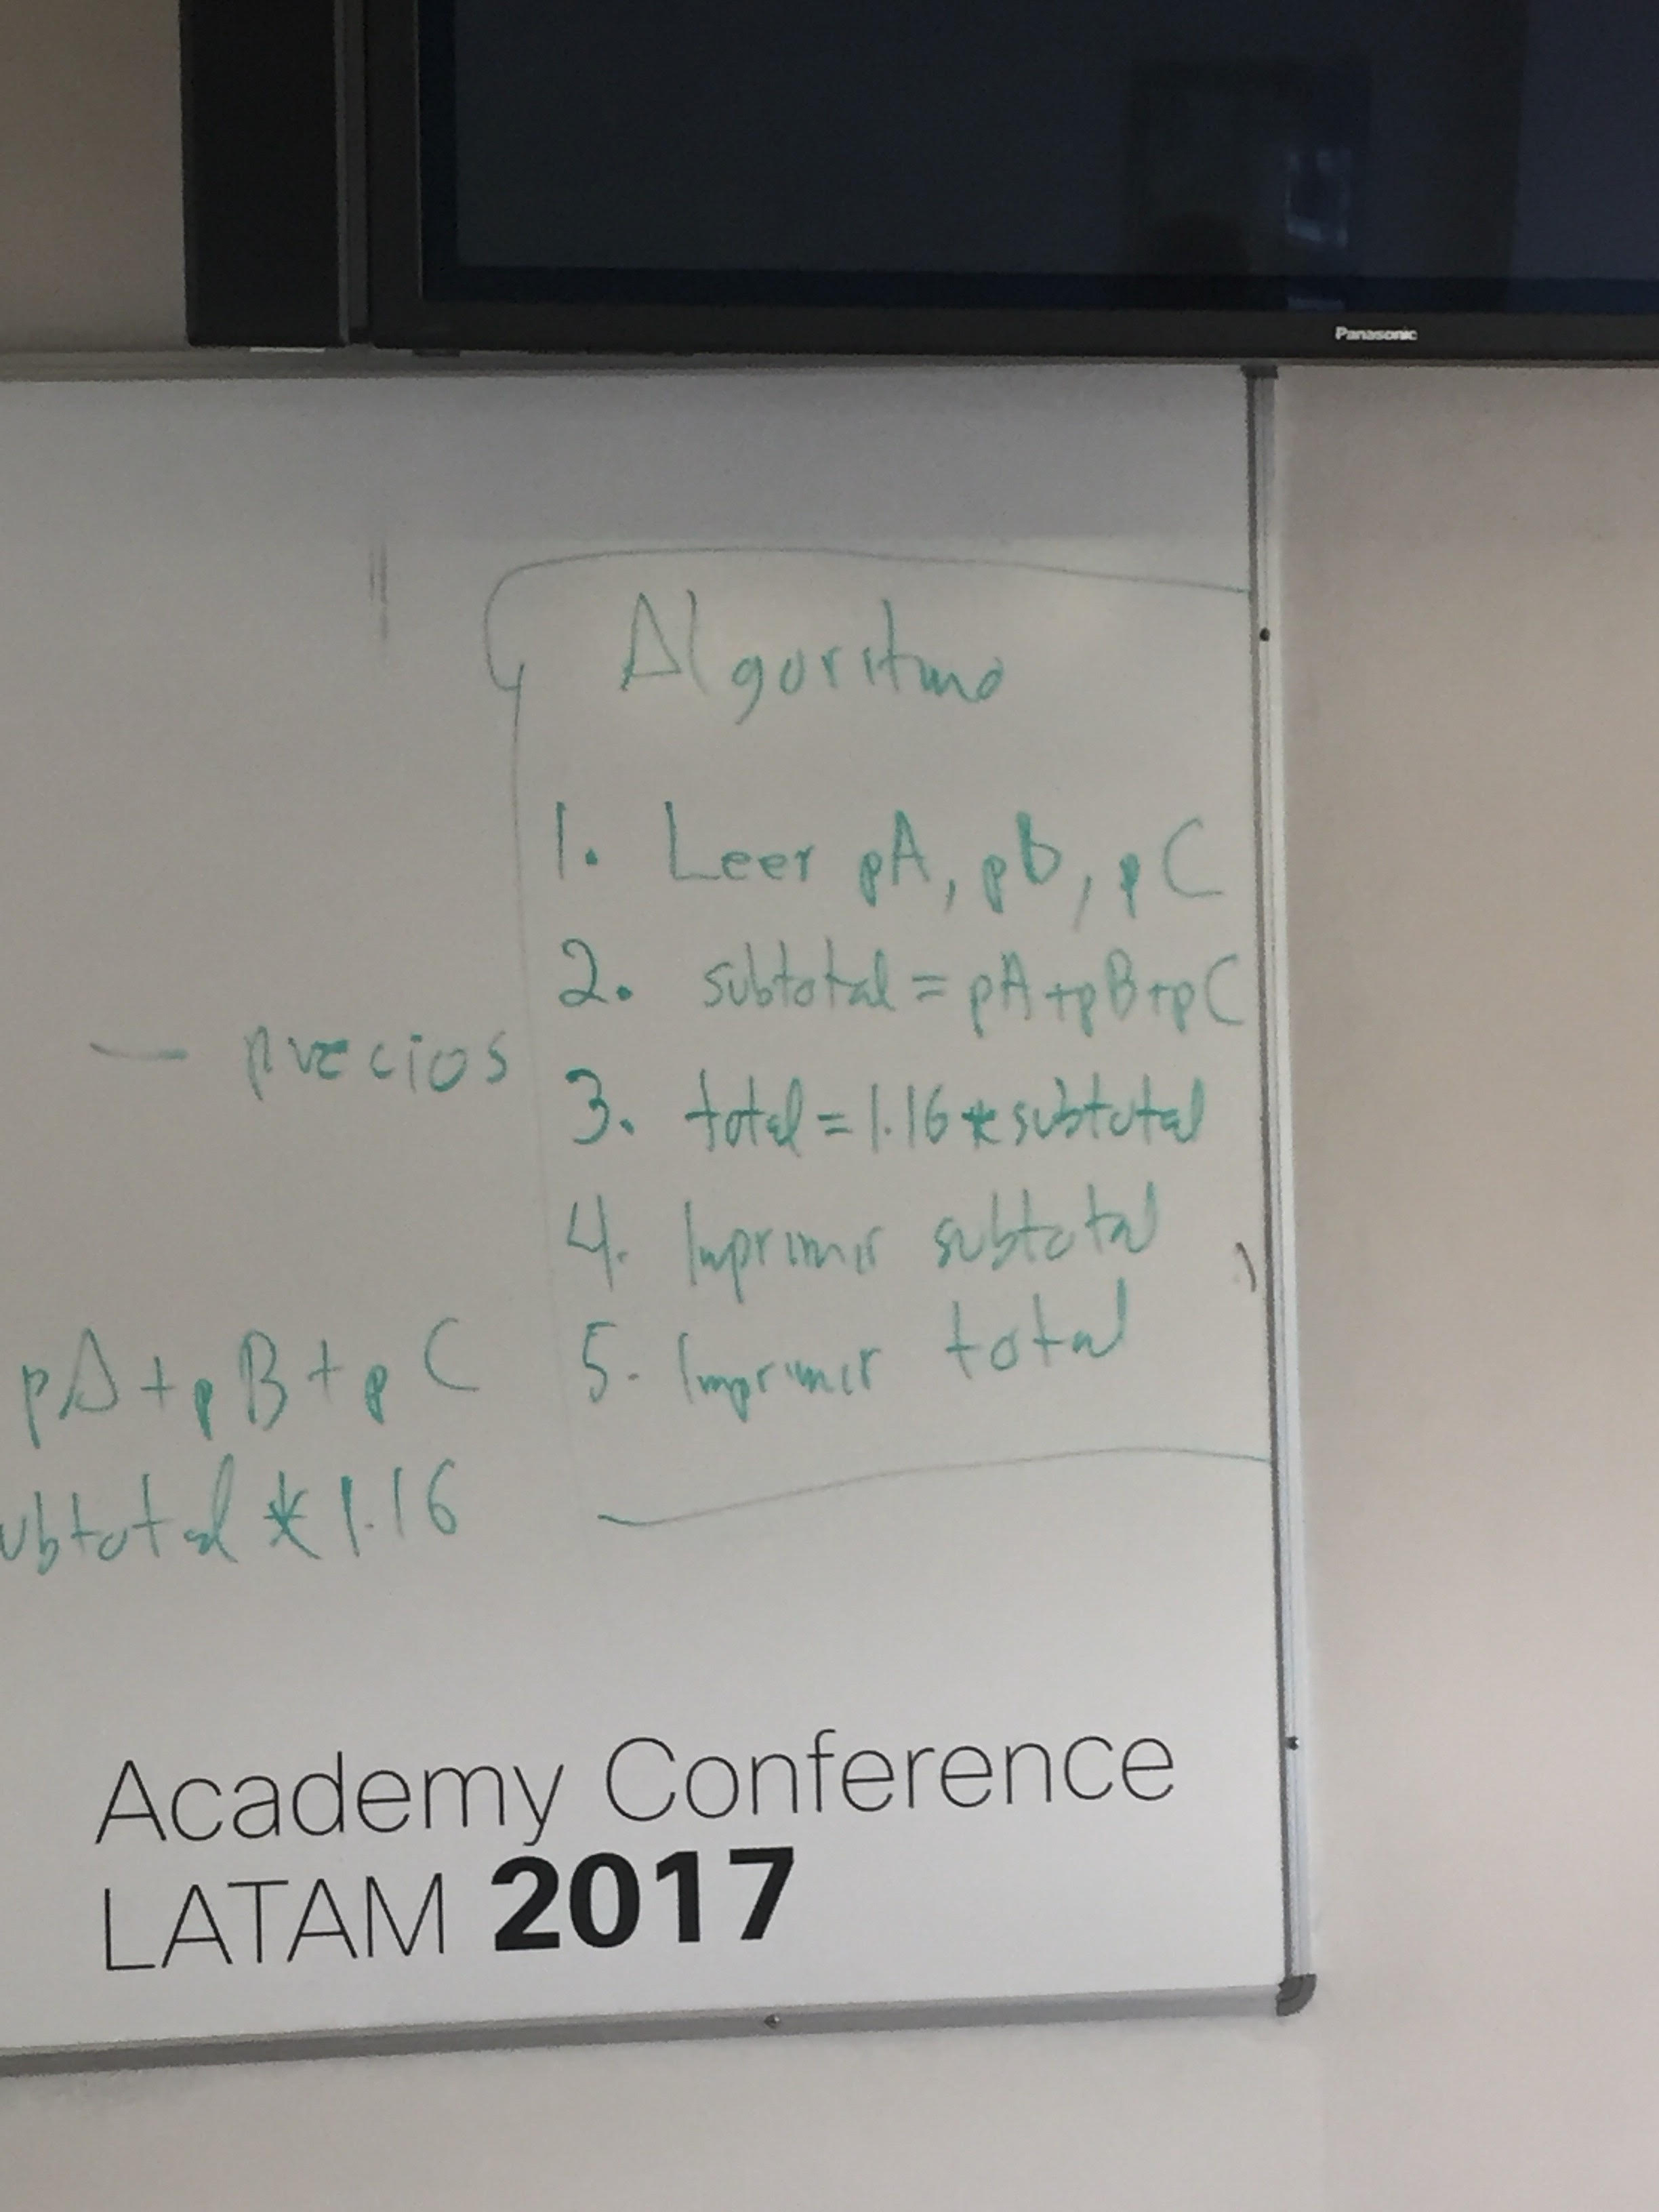 Panasonic
Algoritmo
1. Leer pA, pB, pC
2. subtotal = pA+pB+pC
3. total = 1.16 * subtotal
4. Imprimir subtotal
5. Imprimir total
— precios
pA + pB + pC
ubtotal * 1.16
Academy Conference
LATAM 2017